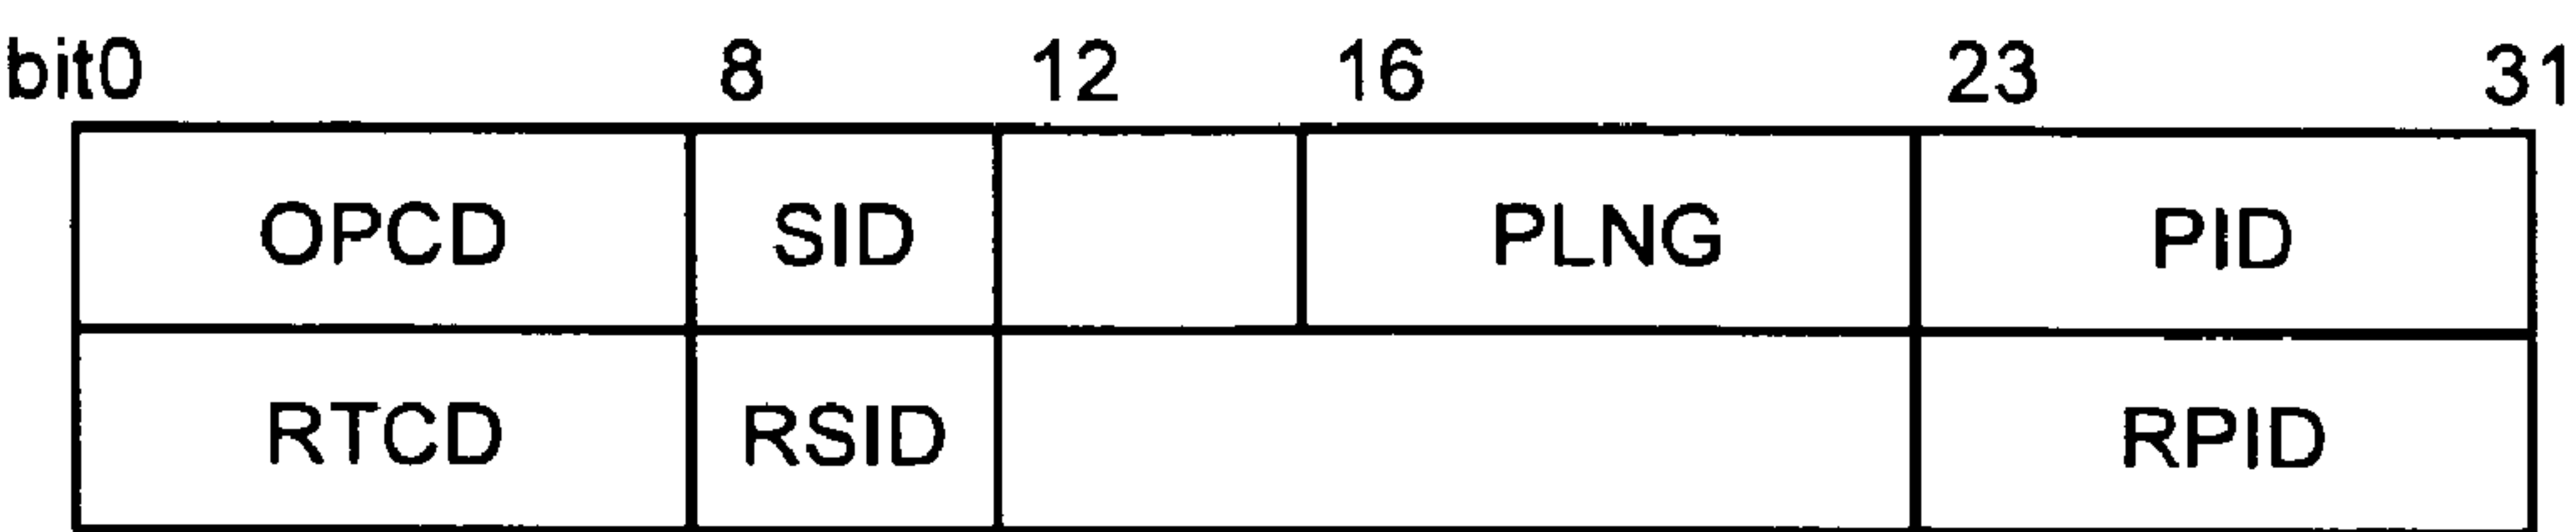 bit0 8 12 16 23 31
OPCD SID PLNG PID
RTCD RSID RPID